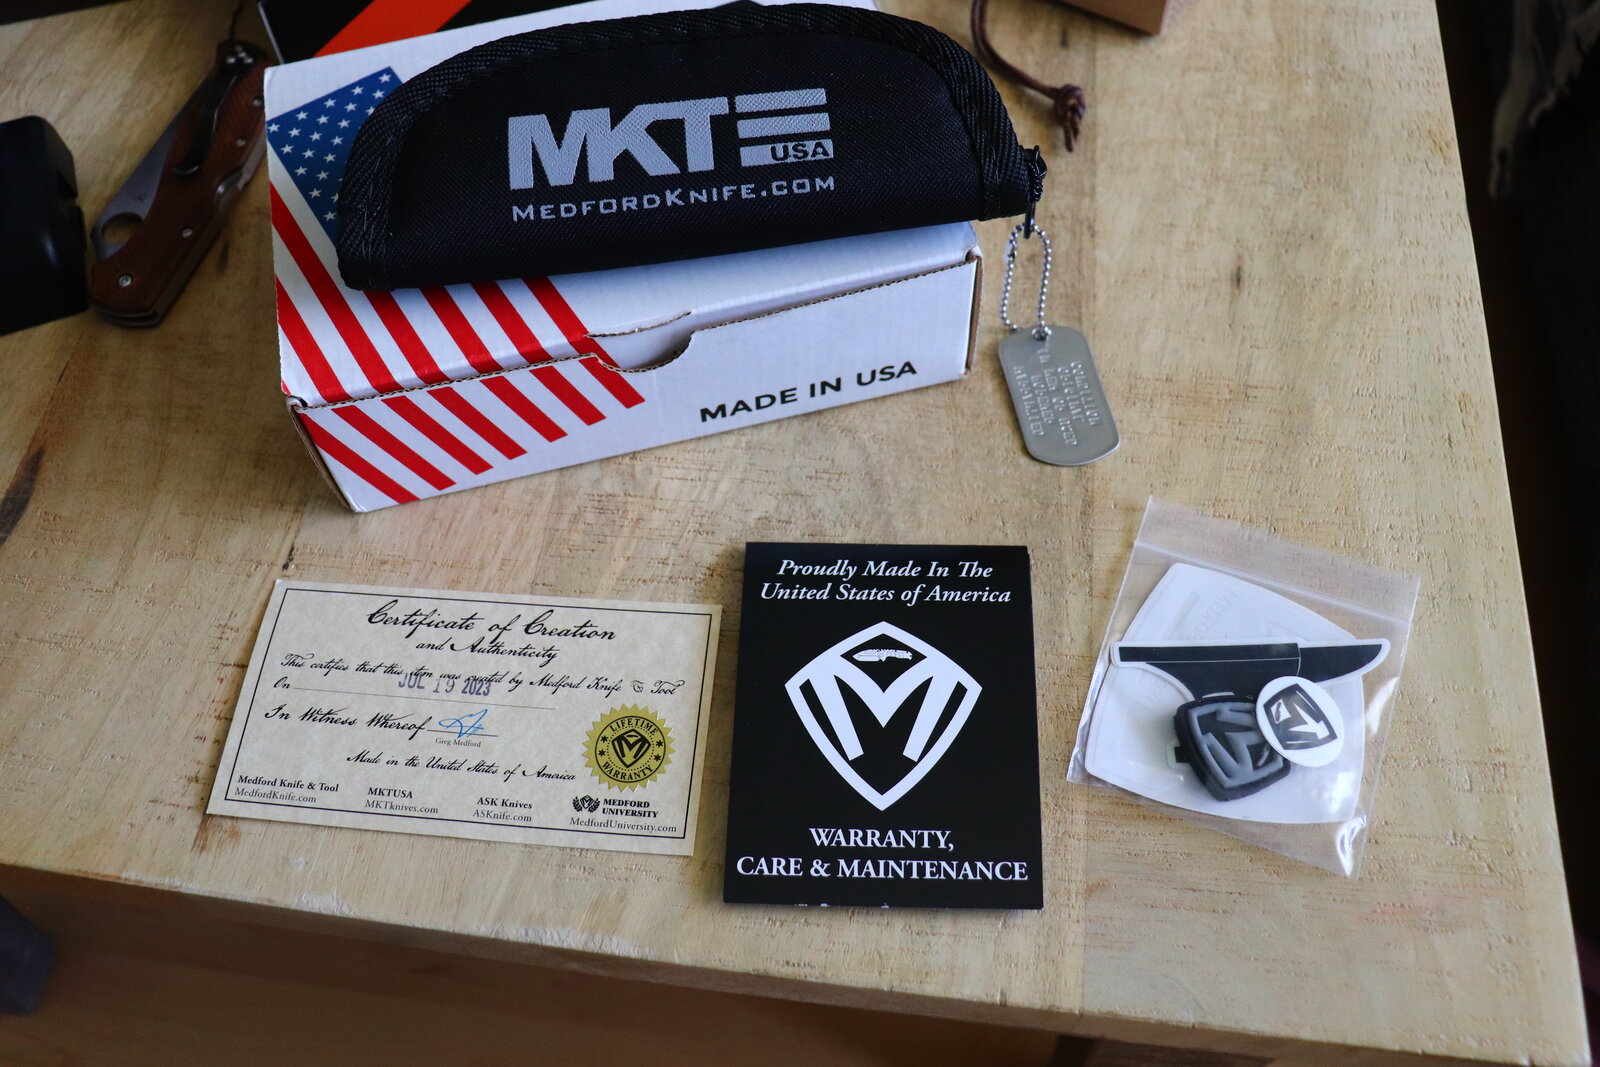 MKT
USA
MEDFORDKNIFE.COM
MADE IN USA
Certificate of Creation
and Authenticity
This certifies that this item was created by Medford Knife & Tool
On JUL 19 2023
In Witness Whereof
Greg Medford
Made in the United States of America
LIFETIME
WARRANTY
Medford Knife & Tool
MedfordKnife.com
MKTUSA
MKTknives.com
ASK Knives
ASKnife.com
MEDFORD
UNIVERSITY
MedfordUniversity.com
Proudly Made In The
United States of America
M
WARRANTY,
CARE & MAINTENANCE